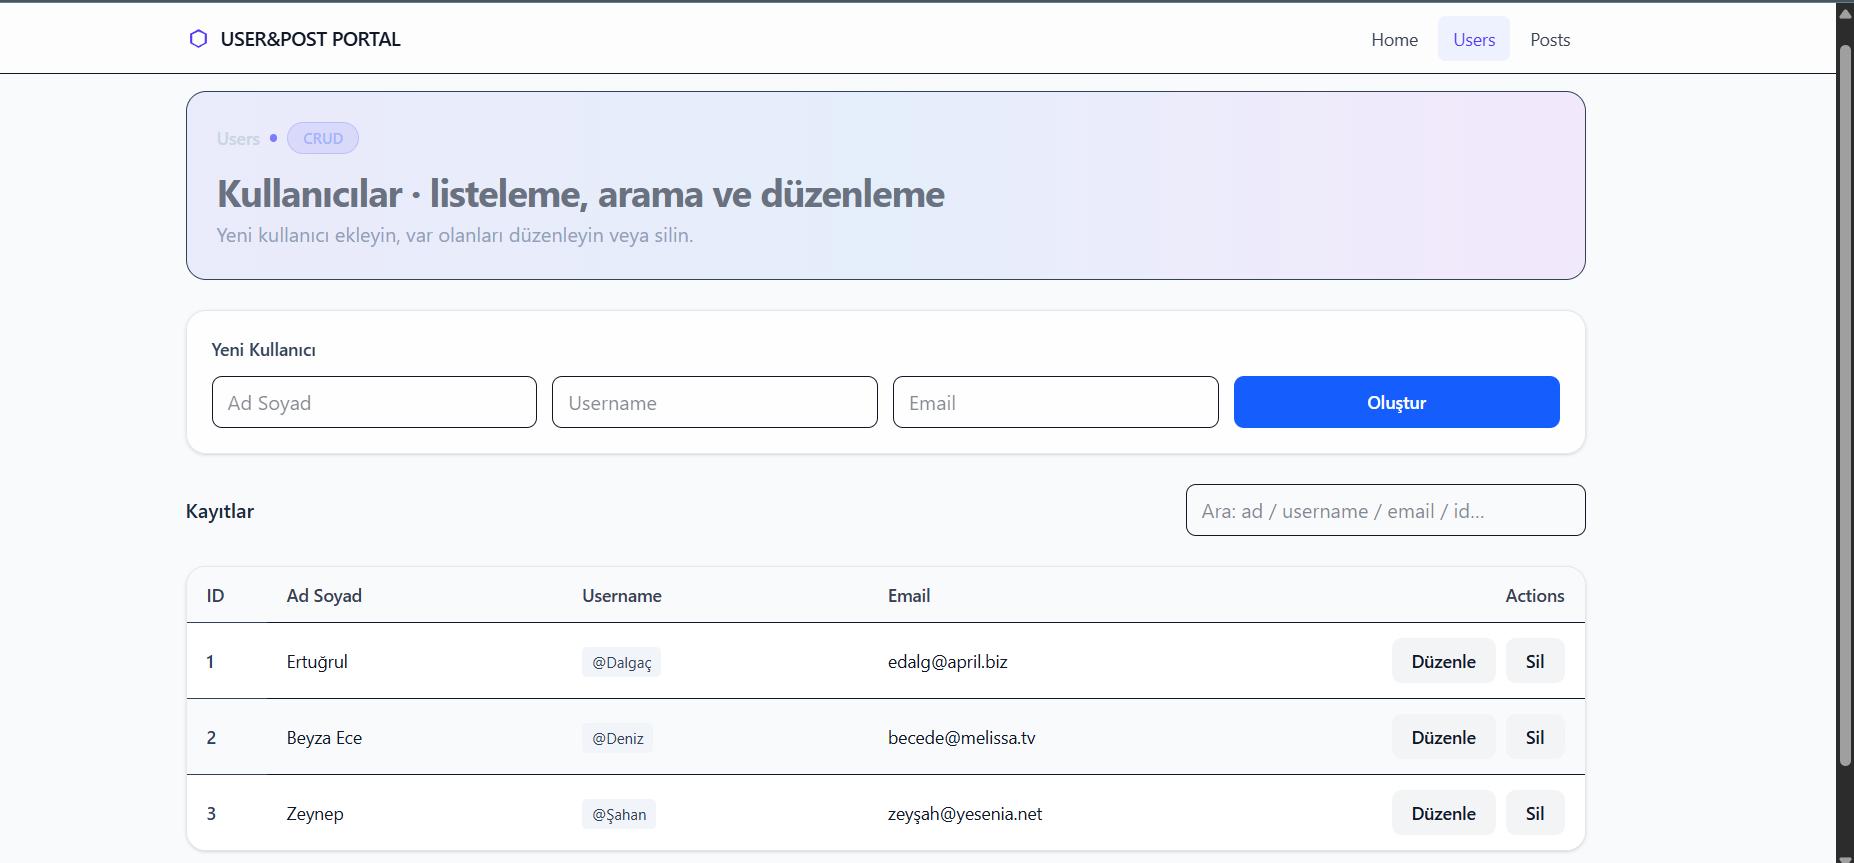 USER&POST PORTAL Home Users Posts
Users • CRUD
Kullanıcılar · listeleme, arama ve düzenleme
Yeni kullanıcı ekleyin, var olanları düzenleyin veya silin.
Yeni Kullanıcı
Ad Soyad Username Email Oluştur
Kayıtlar Ara: ad / username / email / id...
ID Ad Soyad Username Email Actions
1 Ertuğrul @Dalgaç edalg@april.biz Düzenle Sil
2 Beyza Ece @Deniz becede@melissa.tv Düzenle Sil
3 Zeynep @Şahan zeyşah@yesenia.net Düzenle Sil